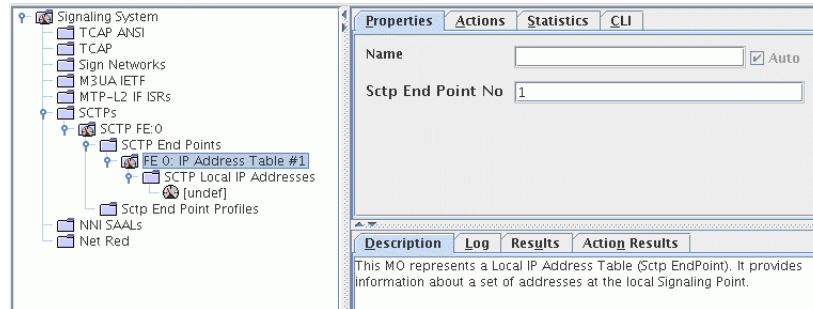 Signaling System
TCAP ANSI
TCAP
Sign Networks
M3UA IETF
MTP-L2 IF ISRs
SCTPs
SCTP FE:0
SCTP End Points
FE 0: IP Address Table #1
SCTP Local IP Addresses
[undef]
Sctp End Point Profiles
NNI SAALs
Net Red
Properties Actions Statistics CLI
Name Auto
Sctp End Point No 1
Description Log Results Action Results
This MO represents a Local IP Address Table (Sctp EndPoint). It provides
information about a set of addresses at the local Signaling Point.